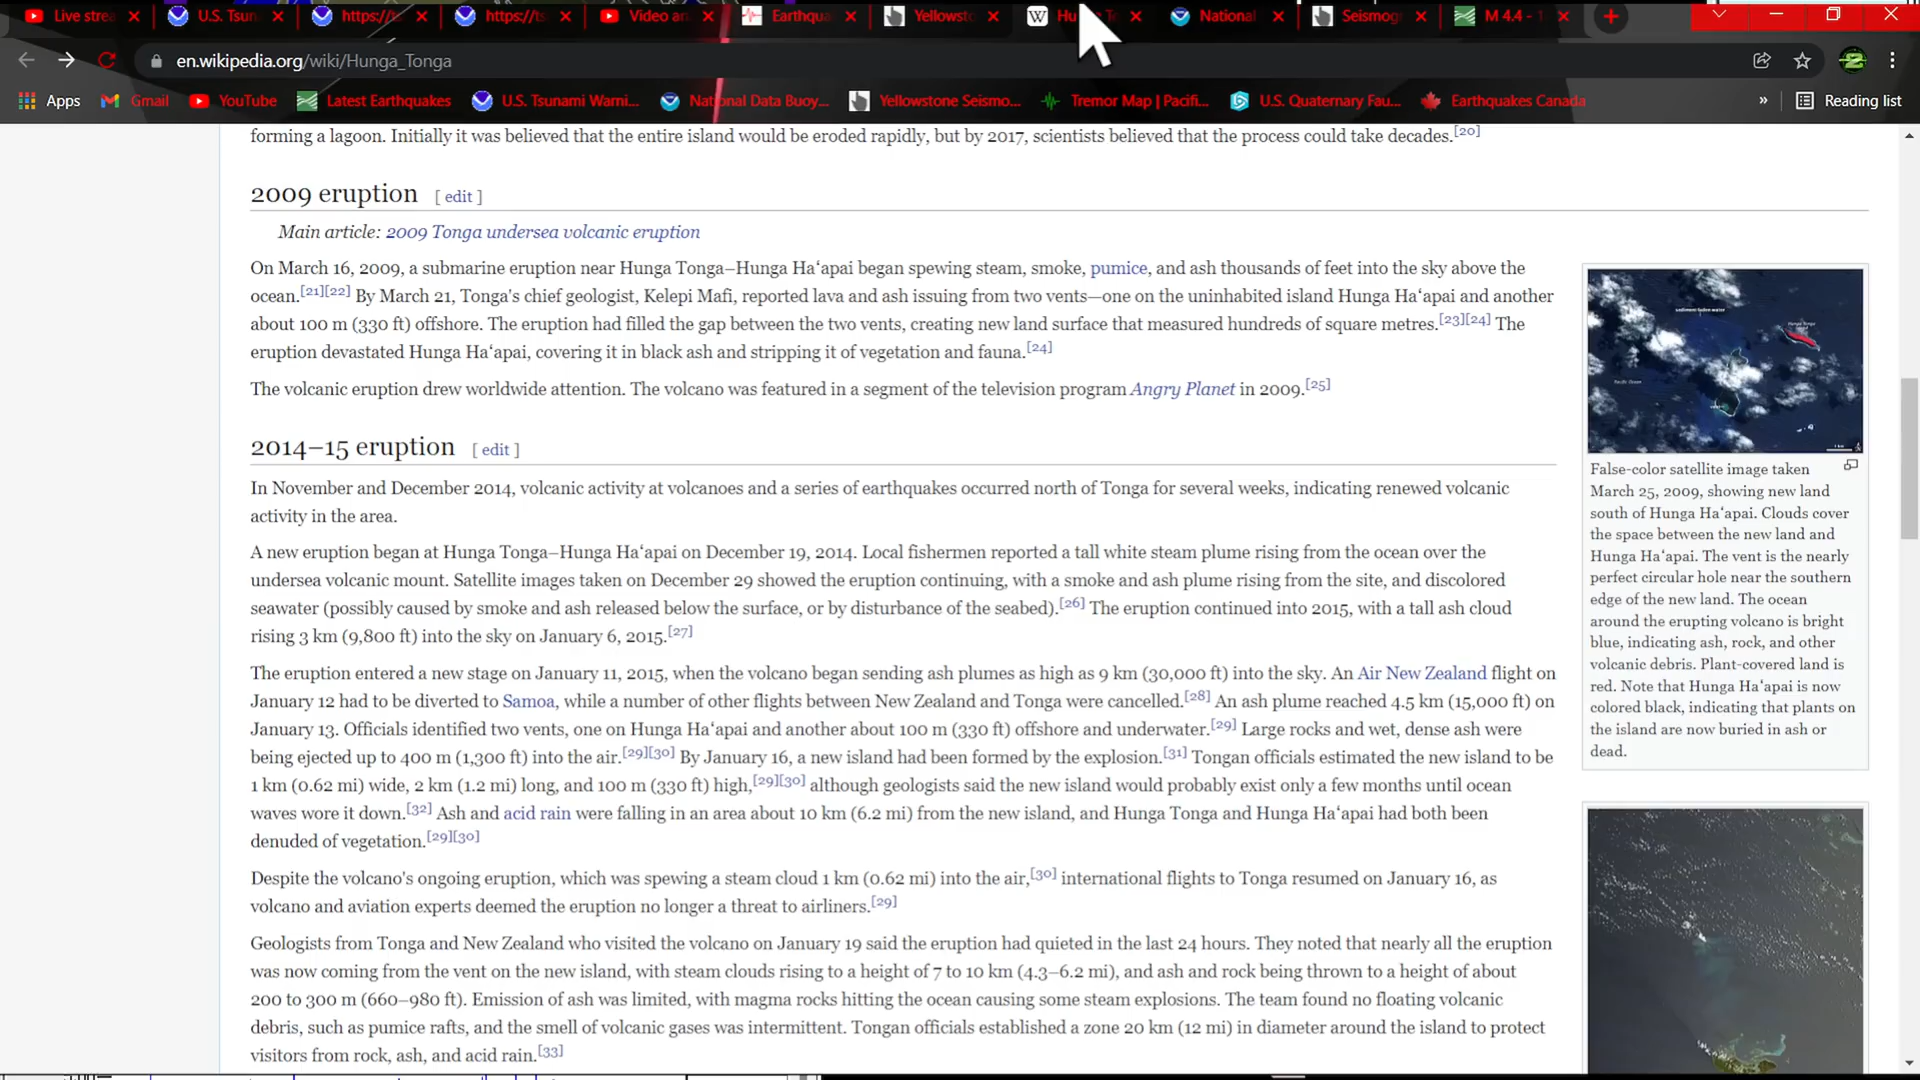 Live strea
U.S. Tsun
https://t
https://ts
Video an
Earthqua
Yellowsto
National
Seismog
M 4.4 - 1
en.wikipedia.org/wiki/Hunga_Tonga
Apps
Gmail
YouTube
Latest Earthquakes
U.S. Tsunami Warni...
National Data Buoy...
Yellowstone Seismo...
Tremor Map | Pacifi...
U.S. Quaternary Fau...
Earthquakes Canada
»
Reading list
forming a lagoon. Initially it was believed that the entire island would be eroded rapidly, but by 2017, scientists believed that the process could take decades.[20]
2009 eruption [ edit ]
Main article: 2009 Tonga undersea volcanic eruption
On March 16, 2009, a submarine eruption near Hunga Tonga–Hunga Haʻapai began spewing steam, smoke, pumice, and ash thousands of feet into the sky above the
ocean.[21][22] By March 21, Tonga's chief geologist, Kelepi Mafi, reported lava and ash issuing from two vents—one on the uninhabited island Hunga Haʻapai and another
about 100 m (330 ft) offshore. The eruption had filled the gap between the two vents, creating new land surface that measured hundreds of square metres.[23][24] The
eruption devastated Hunga Haʻapai, covering it in black ash and stripping it of vegetation and fauna.[24]
The volcanic eruption drew worldwide attention. The volcano was featured in a segment of the television program Angry Planet in 2009.[25]
2014–15 eruption [ edit ]
In November and December 2014, volcanic activity at volcanoes and a series of earthquakes occurred north of Tonga for several weeks, indicating renewed volcanic
activity in the area.
A new eruption began at Hunga Tonga–Hunga Haʻapai on December 19, 2014. Local fishermen reported a tall white steam plume rising from the ocean over the
undersea volcanic mount. Satellite images taken on December 29 showed the eruption continuing, with a smoke and ash plume rising from the site, and discolored
seawater (possibly caused by smoke and ash released below the surface, or by disturbance of the seabed).[26] The eruption continued into 2015, with a tall ash cloud
rising 3 km (9,800 ft) into the sky on January 6, 2015.[27]
The eruption entered a new stage on January 11, 2015, when the volcano began sending ash plumes as high as 9 km (30,000 ft) into the sky. An Air New Zealand flight on
January 12 had to be diverted to Samoa, while a number of other flights between New Zealand and Tonga were cancelled.[28] An ash plume reached 4.5 km (15,000 ft) on
January 13. Officials identified two vents, one on Hunga Haʻapai and another about 100 m (330 ft) offshore and underwater.[29] Large rocks and wet, dense ash were
being ejected up to 400 m (1,300 ft) into the air.[29][30] By January 16, a new island had been formed by the explosion.[31] Tongan officials estimated the new island to be
1 km (0.62 mi) wide, 2 km (1.2 mi) long, and 100 m (330 ft) high,[29][30] although geologists said the new island would probably exist only a few months until ocean
waves wore it down.[32] Ash and acid rain were falling in an area about 10 km (6.2 mi) from the new island, and Hunga Tonga and Hunga Haʻapai had both been
denuded of vegetation.[29][30]
Despite the volcano's ongoing eruption, which was spewing a steam cloud 1 km (0.62 mi) into the air,[30] international flights to Tonga resumed on January 16, as
volcano and aviation experts deemed the eruption no longer a threat to airliners.[29]
Geologists from Tonga and New Zealand who visited the volcano on January 19 said the eruption had quieted in the last 24 hours. They noted that nearly all the eruption
was now coming from the vent on the new island, with steam clouds rising to a height of 7 to 10 km (4.3–6.2 mi), and ash and rock being thrown to a height of about
200 to 300 m (660–980 ft). Emission of ash was limited, with magma rocks hitting the ocean causing some steam explosions. The team found no floating volcanic
debris, such as pumice rafts, and the smell of volcanic gases was intermittent. Tongan officials established a zone 20 km (12 mi) in diameter around the island to protect
visitors from rock, ash, and acid rain.[33]
False-color satellite image taken
March 25, 2009, showing new land
south of Hunga Haʻapai. Clouds cover
the space between the new land and
Hunga Haʻapai. The vent is the nearly
perfect circular hole near the southern
edge of the new land. The ocean
around the erupting volcano is bright
blue, indicating ash, rock, and other
volcanic debris. Plant-covered land is
red. Note that Hunga Haʻapai is now
colored black, indicating that plants on
the island are now buried in ash or
dead.